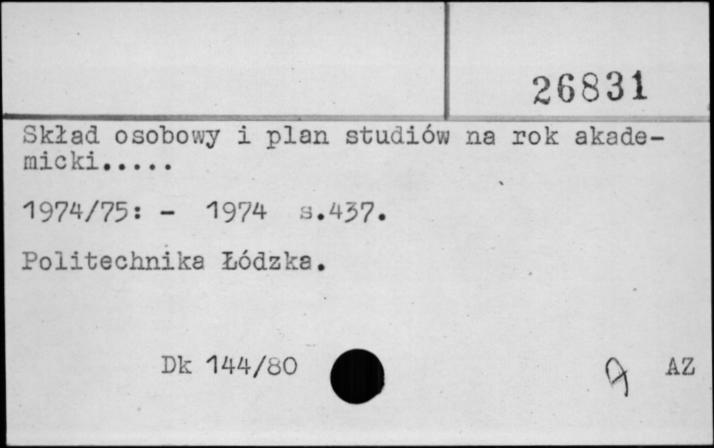 26831
Skład osobowy i plan studiów na rok akade-
micki.....
1974/75: - 1974 s.437.
Politechnika Łódzka.
Dk 144/80
AZ